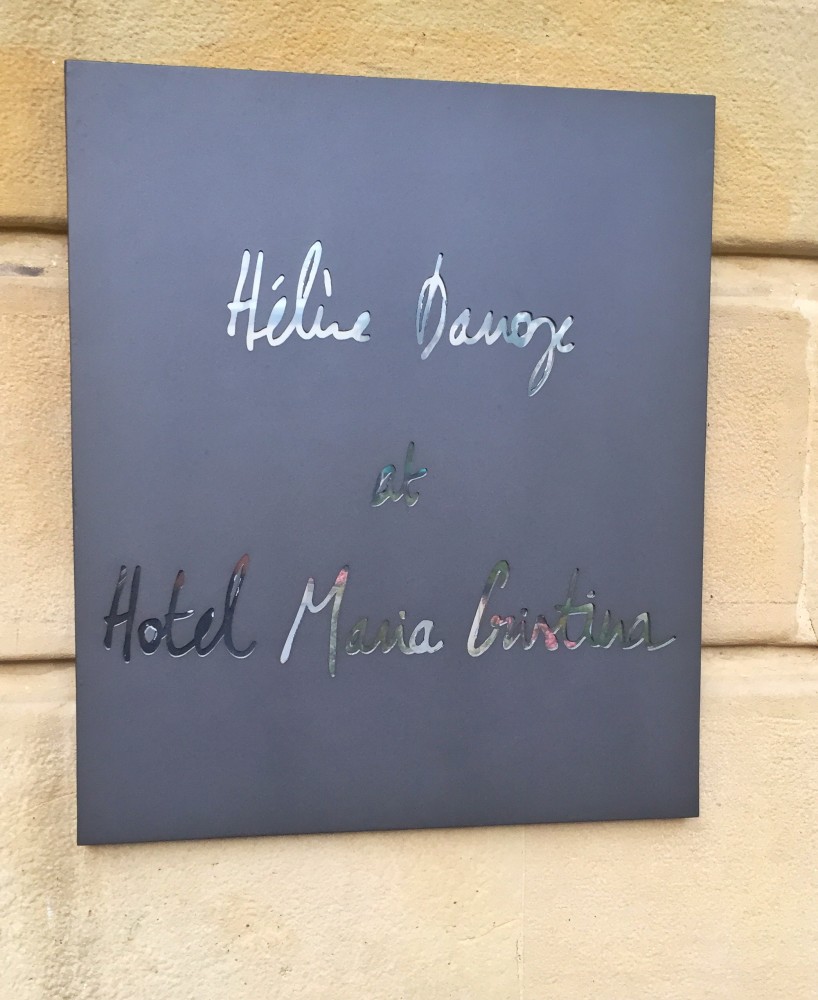 Hélène Darroze
at
Hotel Maria Cristina